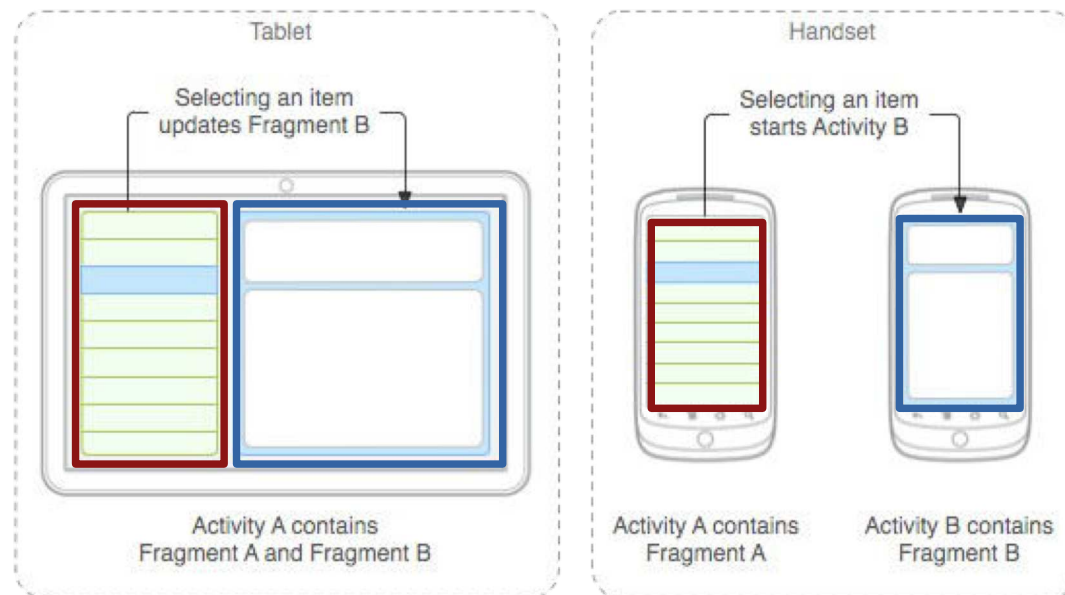 Tablet
Selecting an item
updates Fragment B
Activity A contains
Fragment A and Fragment B
Handset
Selecting an item
starts Activity B
Activity A contains
Fragment A
Activity B contains
Fragment B